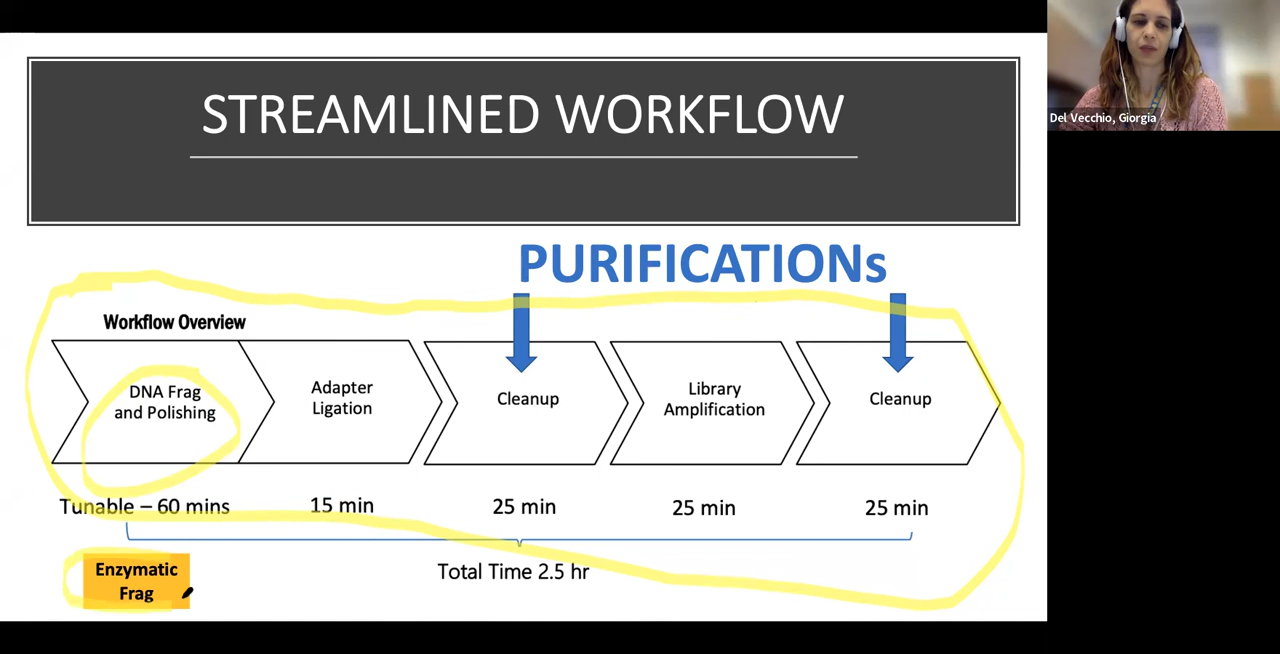 STREAMLINED WORKFLOW
Del Vecchio, Giorgia
PURIFICATIONs
Workflow Overview
DNA Frag
and Polishing
Adapter
Ligation
Cleanup
Library
Amplification
Cleanup
Tunable – 60 mins
15 min
25 min
25 min
25 min
Enzymatic
Frag
Total Time 2.5 hr